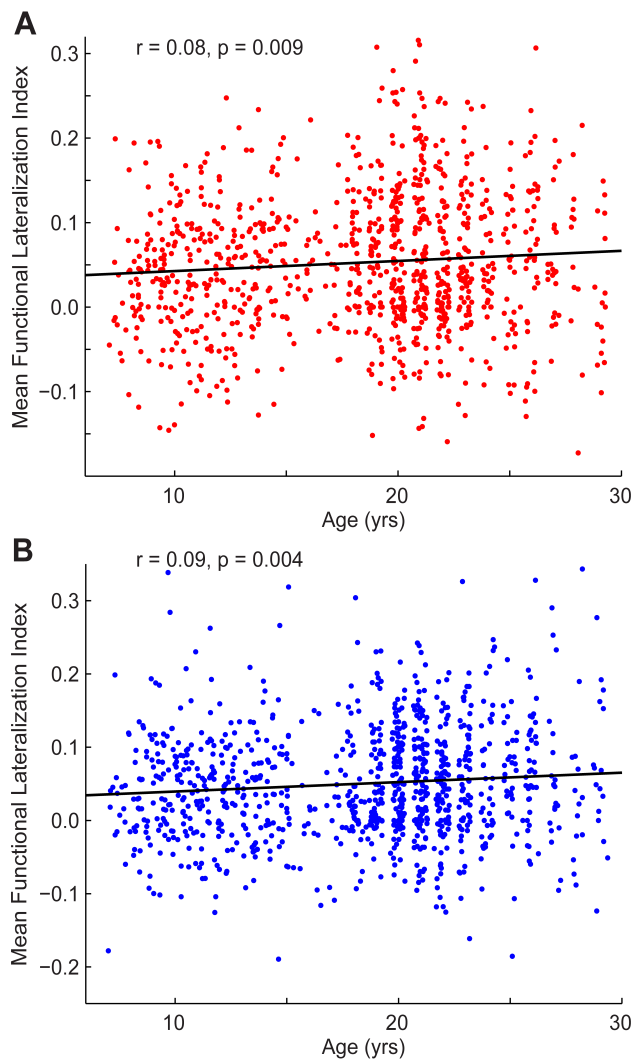 A
r = 0.08, p = 0.009
Mean Functional Lateralization Index
0.3
0.2
0.1
0.0
−0.1
10
20
30
Age (yrs)
B
r = 0.09, p = 0.004
Mean Functional Lateralization Index
0.3
0.2
0.1
0.0
−0.1
−0.2
10
20
30
Age (yrs)